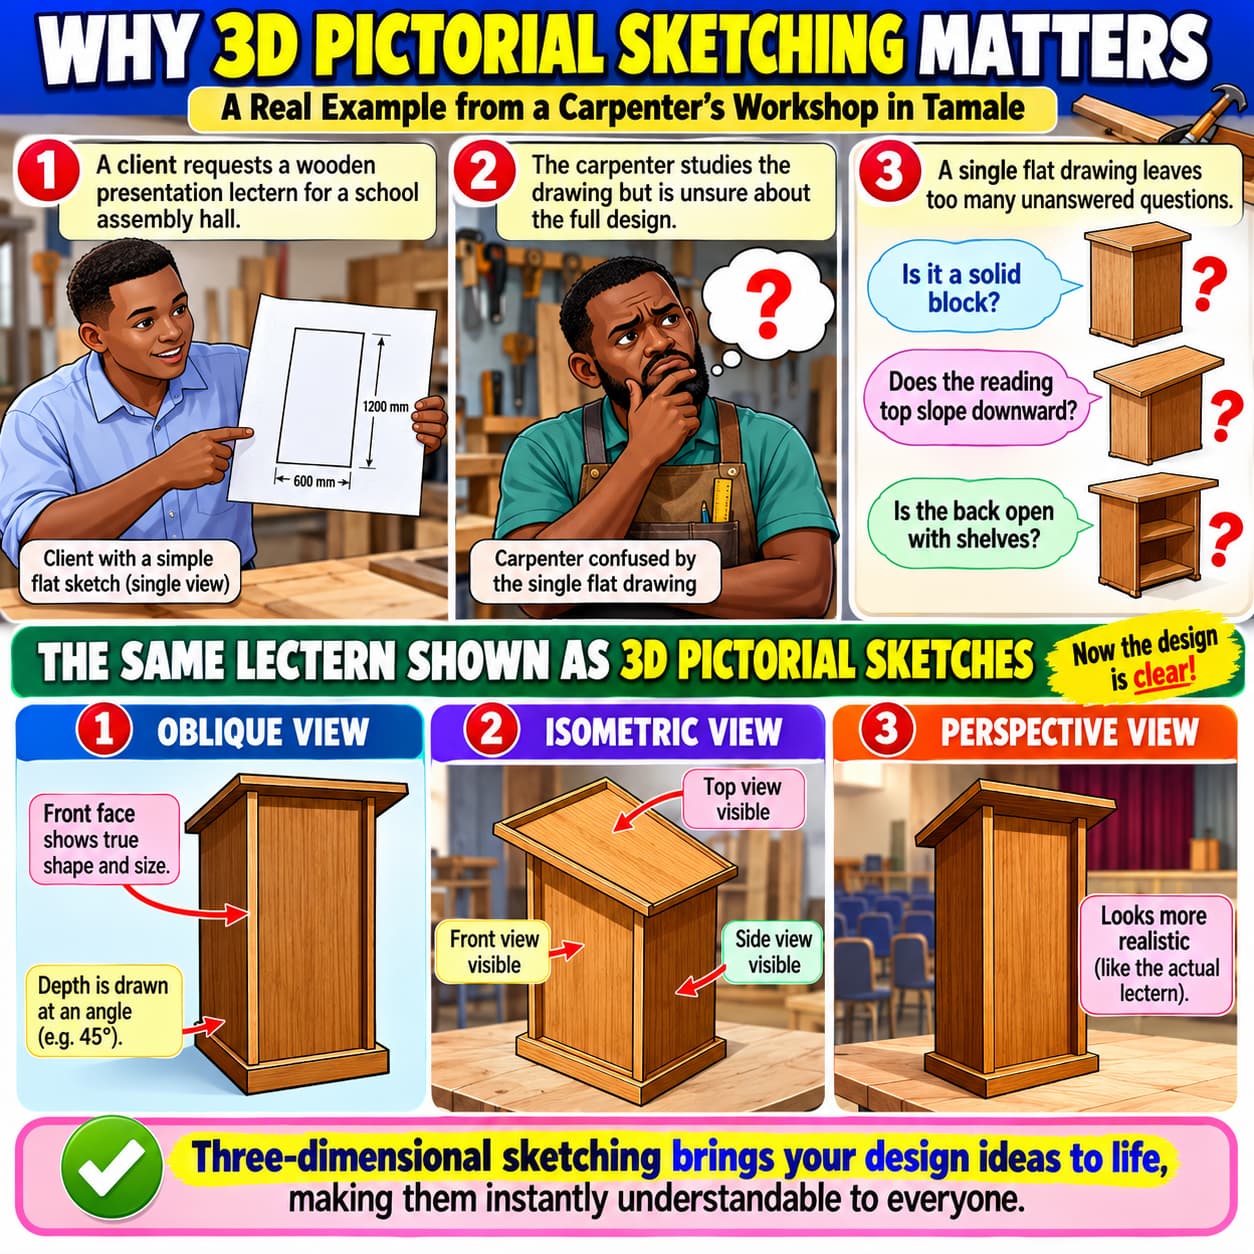 WHY 3D PICTORIAL SKETCHING MATTERS
A Real Example from a Carpenter's Workshop in Tamale
1
A client requests a wooden
presentation lectern for a school
assembly hall.
1200 mm
600 mm
Client with a simple
flat sketch (single view)
2
The carpenter studies the
drawing but is unsure about
the full design.
?
Carpenter confused by
the single flat drawing
3
A single flat drawing leaves
too many unanswered questions.
Is it a solid
block?
?
Does the reading
top slope downward?
?
Is the back open
with shelves?
?
THE SAME LECTERN SHOWN AS 3D PICTORIAL SKETCHES
Now the design
is clear!
1 OBLIQUE VIEW
Front face
shows true
shape and size.
Depth is drawn
at an angle
(e.g. 45°).
2 ISOMETRIC VIEW
Top view
visible
Front view
visible
Side view
visible
3 PERSPECTIVE VIEW
Looks more
realistic
(like the actual
lectern).
Three-dimensional sketching brings your design ideas to life,
making them instantly understandable to everyone.